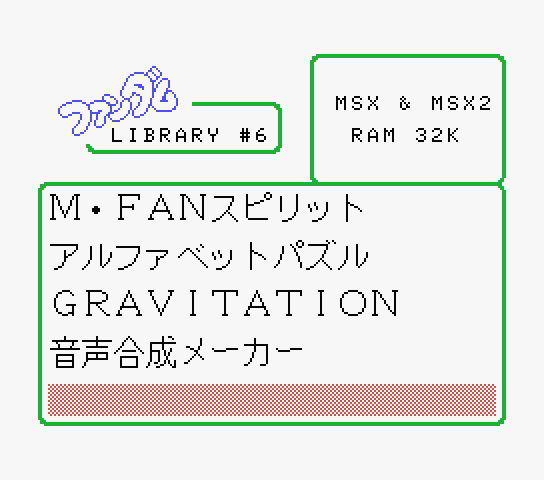 ファンダム
LIBRARY #6
MSX & MSX2
RAM 32K
M・FANスピリット
アルファベットパズル
GRAVITATION
音声合成メーカー